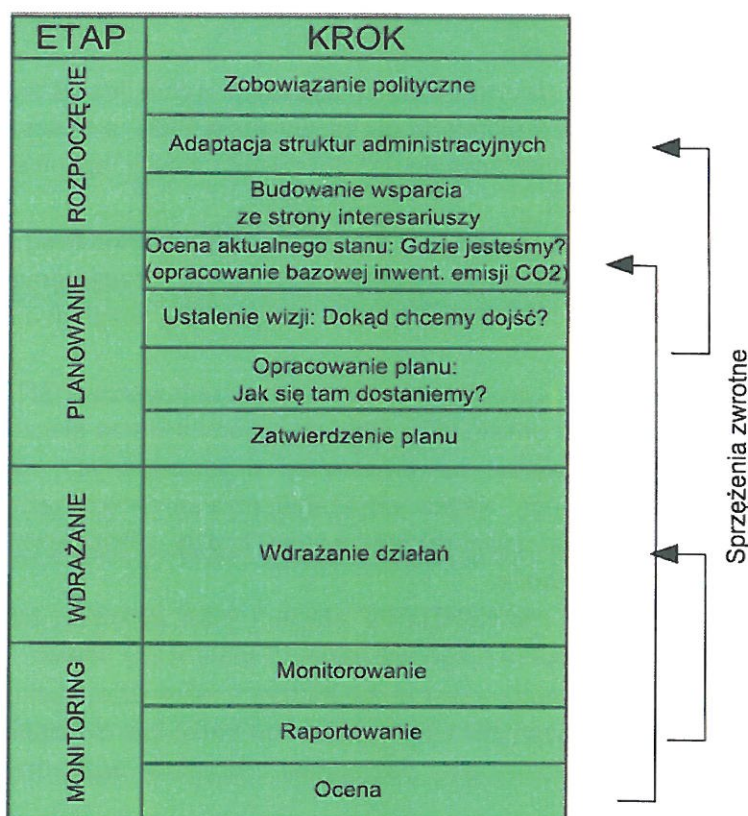 ETAP KROK
ROZPOCZĘCIE
Zobowiązanie polityczne
Adaptacja struktur administracyjnych
Budowanie wsparcia
ze strony interesariuszy
PLANOWANIE
Ocena aktualnego stanu: Gdzie jesteśmy?
(opracowanie bazowej inwent. emisji CO2)
Ustalenie wizji: Dokąd chcemy dojść?
Opracowanie planu:
Jak się tam dostaniemy?
Zatwierdzenie planu
WDRAŻANIE
Wdrażanie działań
MONITORING
Monitorowanie
Raportowanie
Ocena
Sprzężenia zwrotne